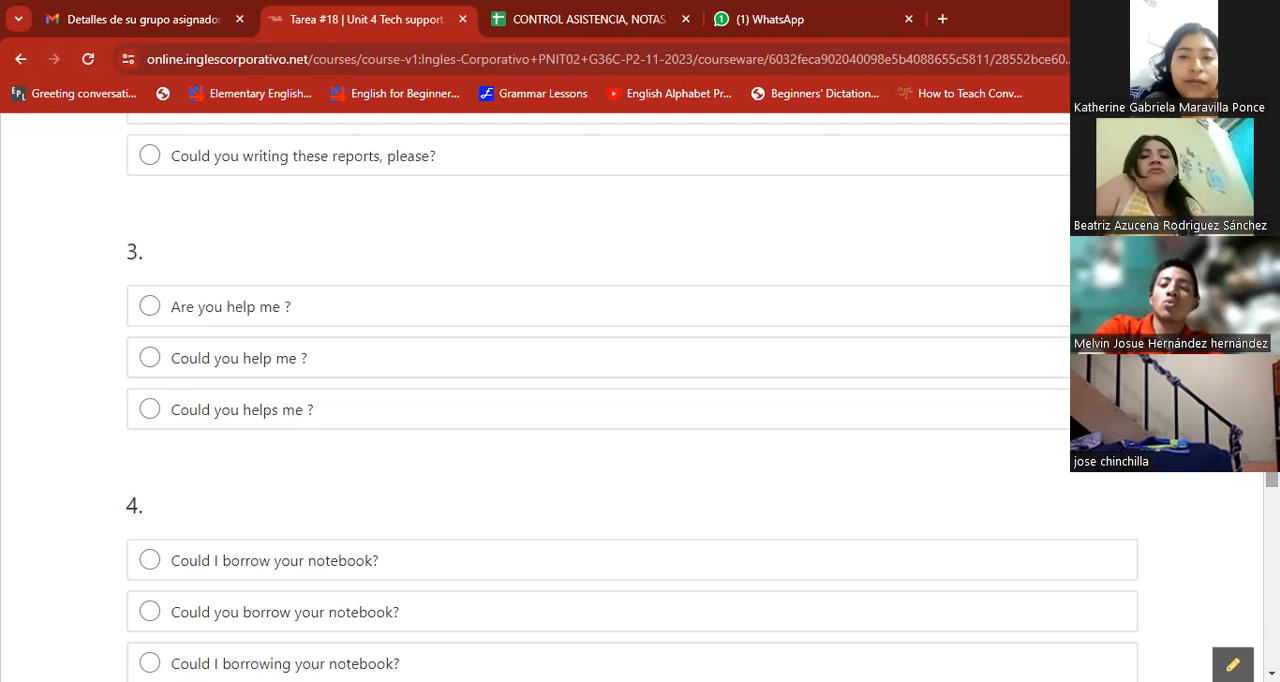 Detalles de su grupo asignado:
Tarea #18 | Unit 4 Tech support
CONTROL ASISTENCIA, NOTAS
(1) WhatsApp
online.inglescorporativo.net/courses/course-v1:Ingles-Corporativo+PNIT02+G36C-P2-11-2023/courseware/6032feca902040098e5b4088655c5811/28552bce60...
Greeting conversati...
Elementary English...
English for Beginner...
Grammar Lessons
English Alphabet Pr...
Beginners' Dictation...
How to Teach Conv...
Could you writing these reports, please?
3.
Are you help me ?
Could you help me ?
Could you helps me ?
4.
Could I borrow your notebook?
Could you borrow your notebook?
Could I borrowing your notebook?
Katherine Gabriela Maravilla Ponce
Beatriz Azucena Rodriguez Sánchez
Melvin Josue Hernández hernández
jose chinchilla